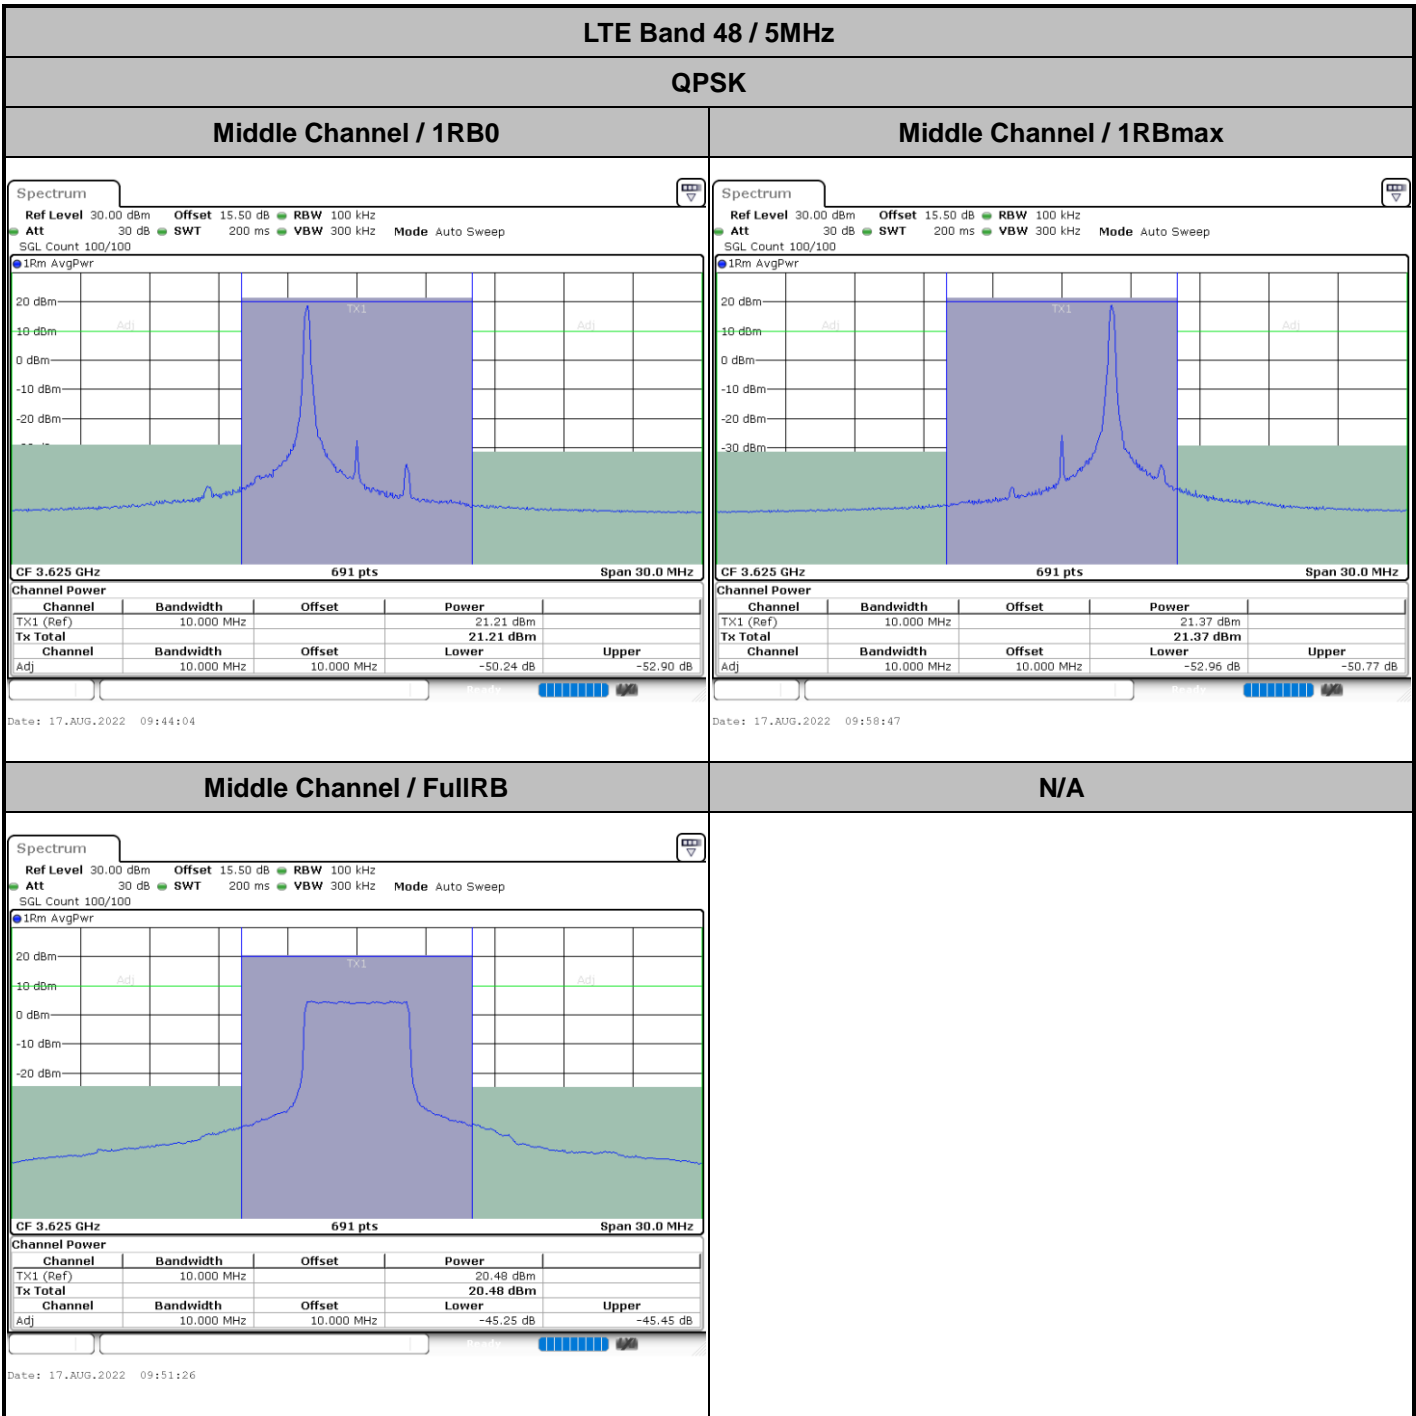 LTE Band 48 / 5MHz
QPSK
Middle Channel / 1RB0
Middle Channel / 1RBmax
Spectrum
Ref Level 30.00 dBm Offset 15.50 dB RBW 100 kHz
Att 30 dB SWT 200 ms VBW 300 kHz Mode Auto Sweep
SGL Count 100/100
1Rm AvgPwr
20 dBm
TX1
10 dBm
Adj
Adj
0 dBm
-10 dBm
-20 dBm
CF 3.625 GHz 691 pts Span 30.0 MHz
Channel Power
Channel Bandwidth Offset Power
TX1 (Ref) 10.000 MHz 21.21 dBm
Tx Total 21.21 dBm
Channel Bandwidth Offset Lower Upper
Adj 10.000 MHz 10.000 MHz -50.24 dB -52.90 dB
Ready
Date: 17.AUG.2022 09:44:04
Spectrum
Ref Level 30.00 dBm Offset 15.50 dB RBW 100 kHz
Att 30 dB SWT 200 ms VBW 300 kHz Mode Auto Sweep
SGL Count 100/100
1Rm AvgPwr
20 dBm
TX1
10 dBm
Adj
Adj
0 dBm
-10 dBm
-20 dBm
-30 dBm
CF 3.625 GHz 691 pts Span 30.0 MHz
Channel Power
Channel Bandwidth Offset Power
TX1 (Ref) 10.000 MHz 21.37 dBm
Tx Total 21.37 dBm
Channel Bandwidth Offset Lower Upper
Adj 10.000 MHz 10.000 MHz -52.96 dB -50.77 dB
Ready
Date: 17.AUG.2022 09:58:47
Middle Channel / FullRB
N/A
Spectrum
Ref Level 30.00 dBm Offset 15.50 dB RBW 100 kHz
Att 30 dB SWT 200 ms VBW 300 kHz Mode Auto Sweep
SGL Count 100/100
1Rm AvgPwr
20 dBm
TX1
10 dBm
Adj
Adj
0 dBm
-10 dBm
-20 dBm
CF 3.625 GHz 691 pts Span 30.0 MHz
Channel Power
Channel Bandwidth Offset Power
TX1 (Ref) 10.000 MHz 20.48 dBm
Tx Total 20.48 dBm
Channel Bandwidth Offset Lower Upper
Adj 10.000 MHz 10.000 MHz -45.25 dB -45.45 dB
Ready
Date: 17.AUG.2022 09:51:26